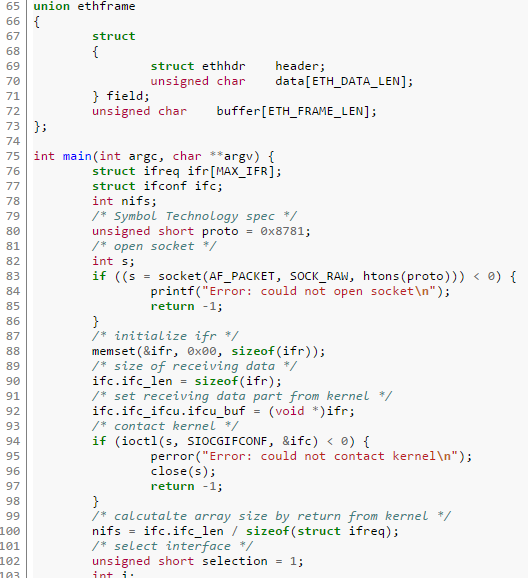 65 union ethframe
66 {
67 struct
68 {
69 struct ethhdr header;
70 unsigned char data[ETH_DATA_LEN];
71 } field;
72 unsigned char buffer[ETH_FRAME_LEN];
73 };
74
75 int main(int argc, char **argv) {
76 struct ifreq ifr[MAX_IFR];
77 struct ifconf ifc;
78 int nifs;
79 /* Symbol Technology spec */
80 unsigned short proto = 0x8781;
81 /* open socket */
82 int s;
83 if ((s = socket(AF_PACKET, SOCK_RAW, htons(proto))) < 0) {
84 printf("Error: could not open socket\n");
85 return -1;
86 }
87 /* initialize ifr */
88 memset(&ifr, 0x00, sizeof(ifr));
89 /* size of receiving data */
90 ifc.ifc_len = sizeof(ifr);
91 /* set receiving data part from kernel */
92 ifc.ifc_ifcu.ifcu_buf = (void *)ifr;
93 /* contact kernel */
94 if (ioctl(s, SIOCGIFCONF, &ifc) < 0) {
95 perror("Error: could not contact kernel\n");
96 close(s);
97 return -1;
98 }
99 /* calcutalte array size by return from kernel */
100 nifs = ifc.ifc_len / sizeof(struct ifreq);
101 /* select interface */
102 unsigned short selection = 1;
103 int i;